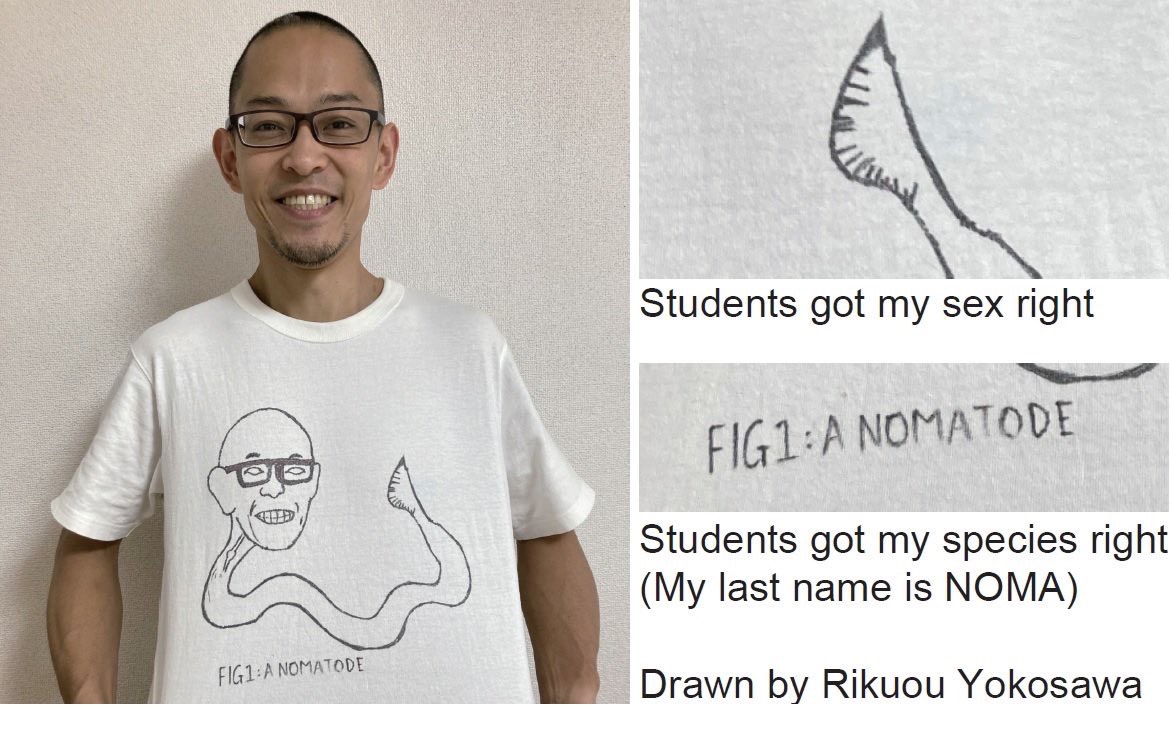 FIG1: A NOMATODE
Students got my sex right
FIG1: A NOMATODE
Students got my species right
(My last name is NOMA)
Drawn by Rikuou Yokosawa